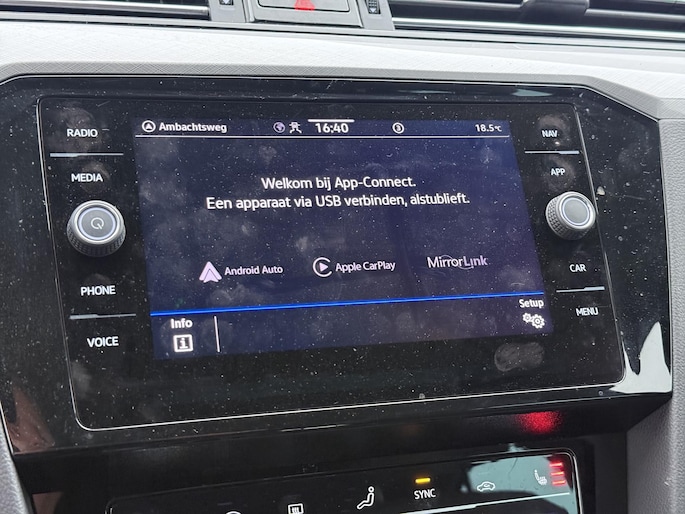 RADIO
MEDIA
PHONE
VOICE
Ambachtsweg 16:40 3 18.5°C
Welkom bij App-Connect.
Een apparaat via USB verbinden, alstublieft.
Android Auto Apple CarPlay MirrorLink
Info Setup
i
NAV
APP
CAR
MENU
SYNC